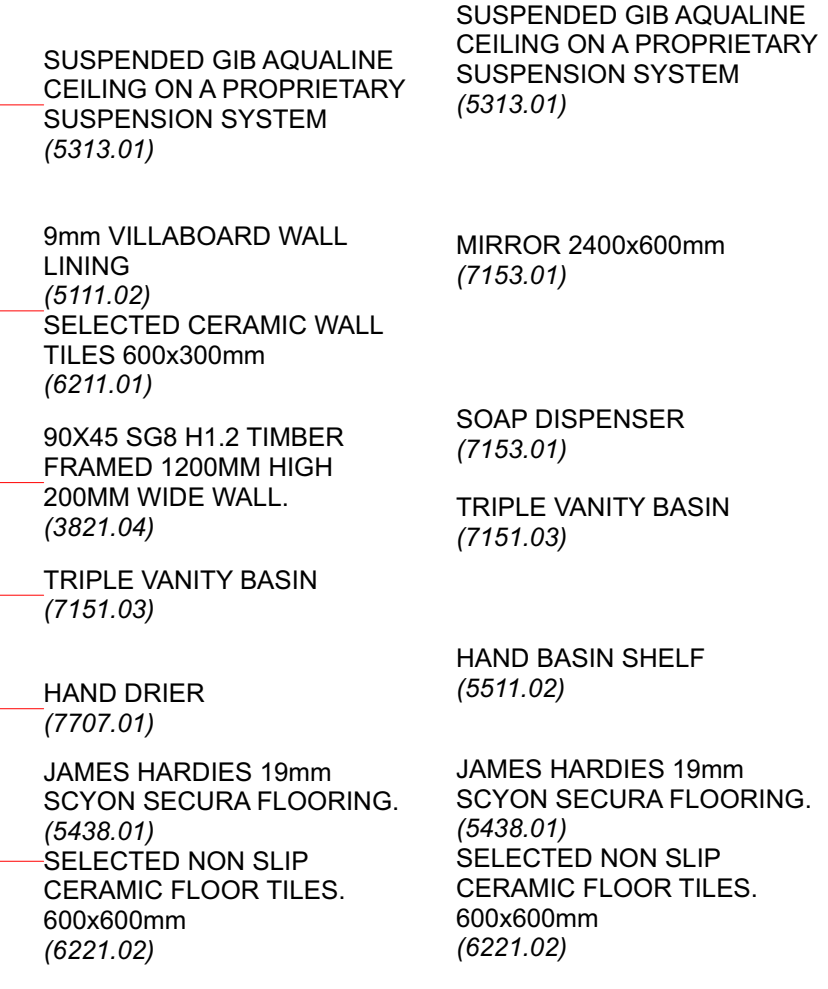 SUSPENDED GIB AQUALINE
CEILING ON A PROPRIETARY
SUSPENSION SYSTEM
(5313.01)
9mm VILLABOARD WALL
LINING
(5111.02)
SELECTED CERAMIC WALL
TILES 600x300mm
(6211.01)
90X45 SG8 H1.2 TIMBER
FRAMED 1200MM HIGH
200MM WIDE WALL.
(3821.04)
TRIPLE VANITY BASIN
(7151.03)
HAND DRIER
(7707.01)
JAMES HARDIES 19mm
SCYON SECURA FLOORING.
(5438.01)
SELECTED NON SLIP
CERAMIC FLOOR TILES.
600x600mm
(6221.02)
SUSPENDED GIB AQUALINE
CEILING ON A PROPRIETARY
SUSPENSION SYSTEM
(5313.01)
MIRROR 2400x600mm
(7153.01)
SOAP DISPENSER
(7153.01)
TRIPLE VANITY BASIN
(7151.03)
HAND BASIN SHELF
(5511.02)
JAMES HARDIES 19mm
SCYON SECURA FLOORING.
(5438.01)
SELECTED NON SLIP
CERAMIC FLOOR TILES.
600x600mm
(6221.02)